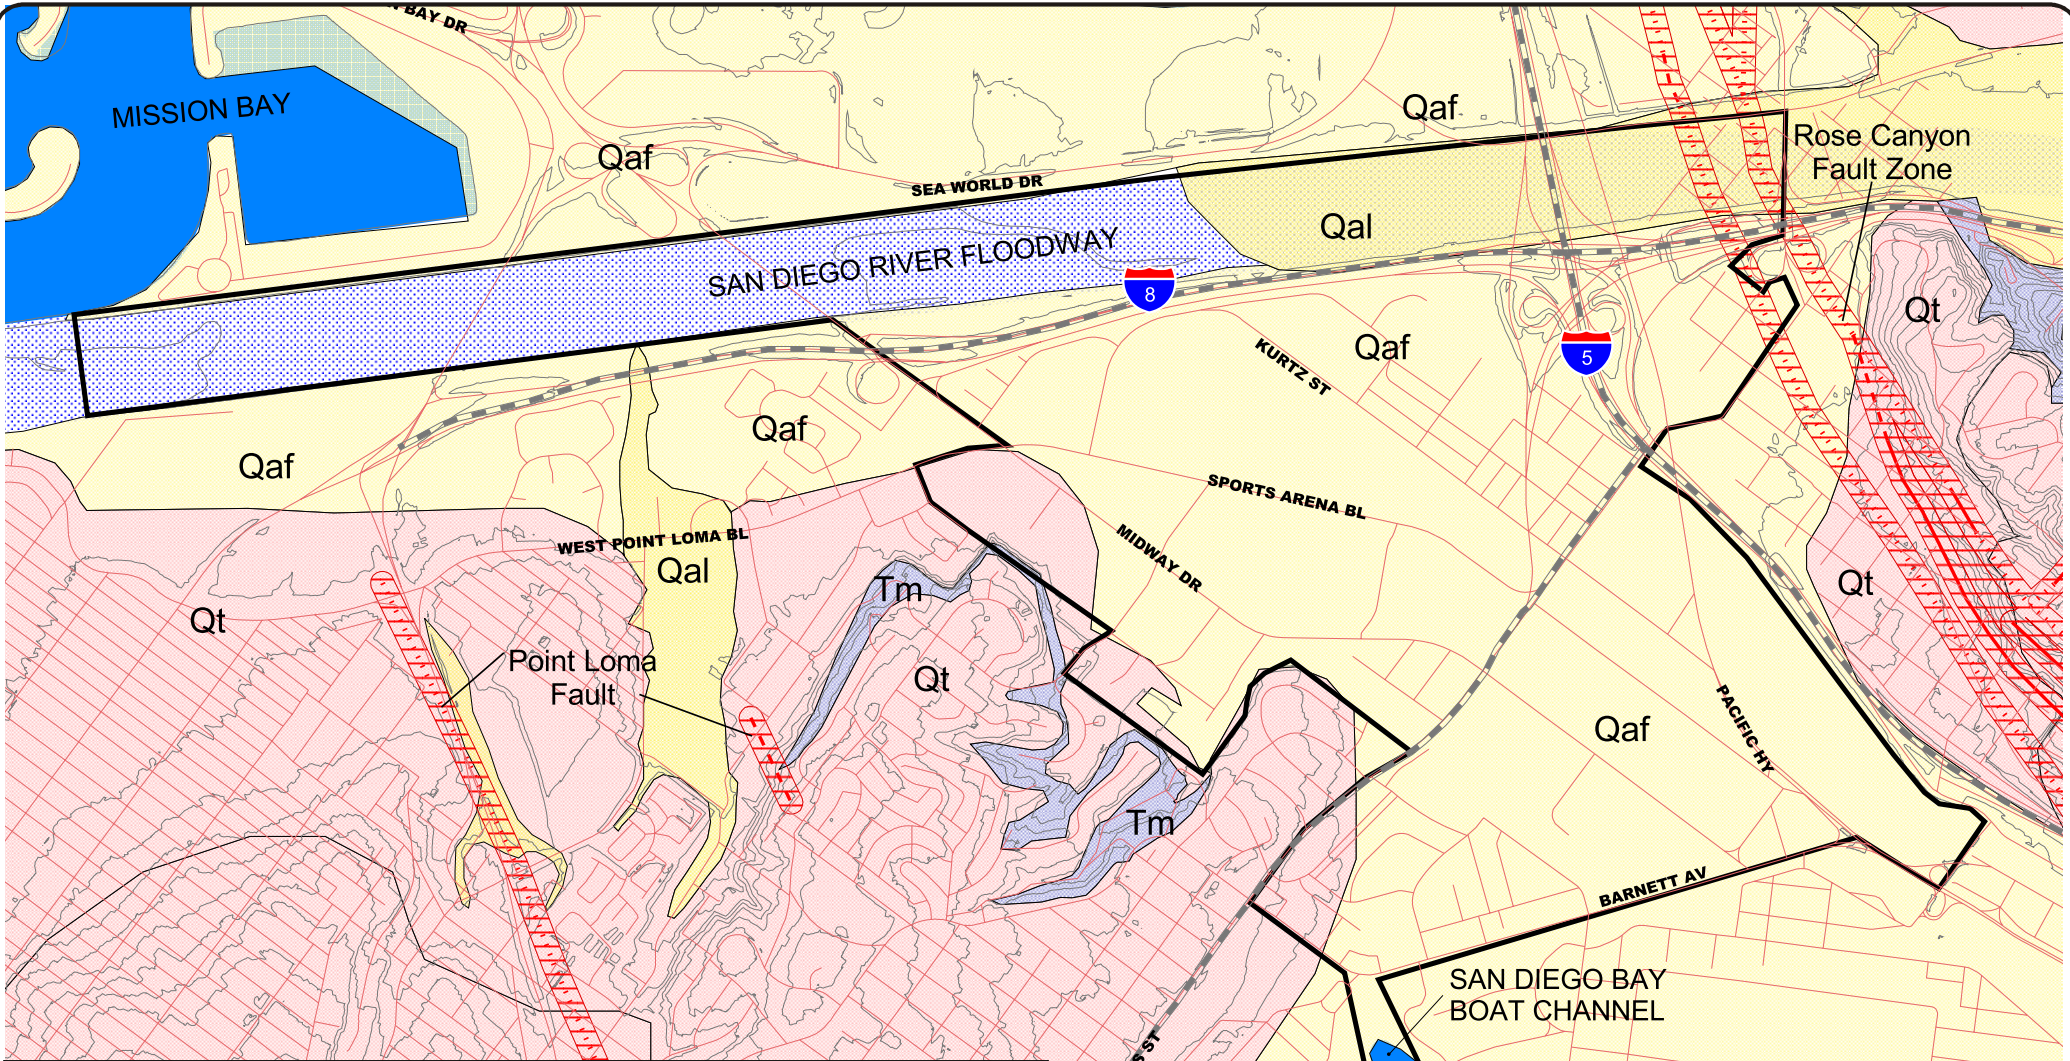 BAY DR
MISSION BAY
Qaf
Qaf
Rose Canyon
Fault Zone
SEA WORLD DR
Qal
SAN DIEGO RIVER FLOODWAY
8
Qt
KURTZ ST
Qaf
5
Qaf
Qaf
SPORTS ARENA BL
WEST POINT LOMA BL
MIDWAY DR
Qal
Tm
Qt
Qt
Point Loma
Fault
Qt
PACIFIC HY
Qaf
Tm
BARNETT AV
SAN DIEGO BAY
BOAT CHANNEL
ST